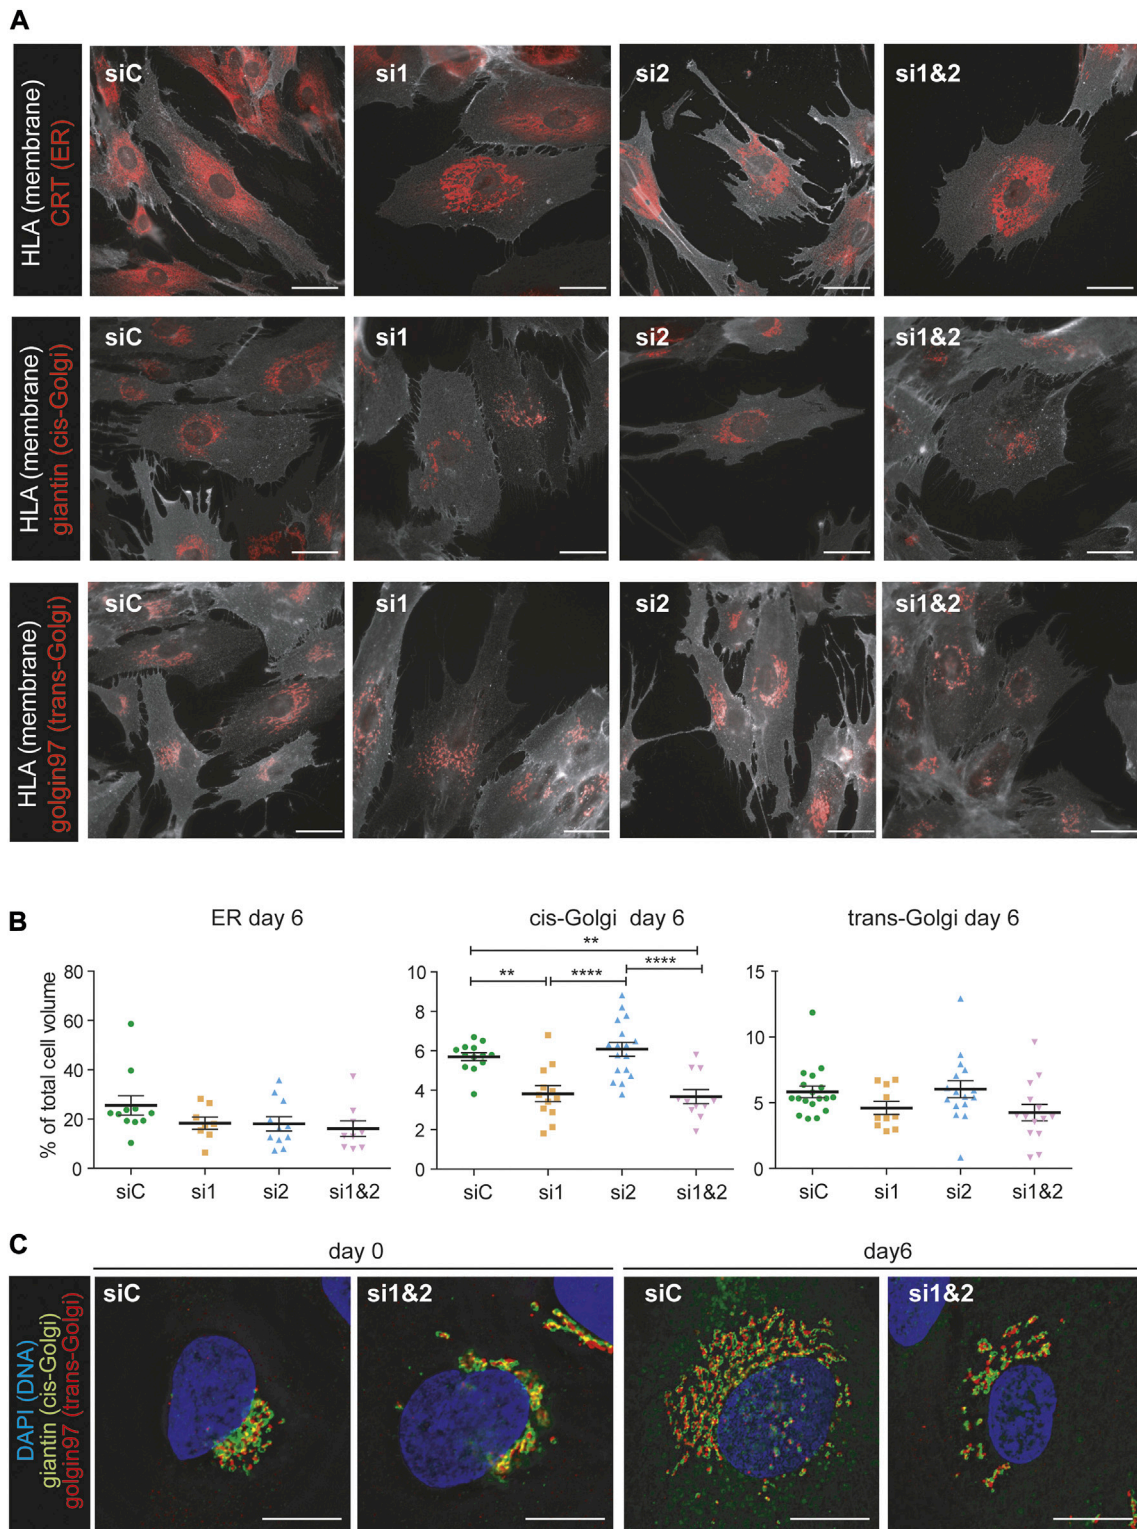 A
HLA (membrane)
CRT (ER)
siC
si1
si2
si1&2
HLA (membrane)
giantin (cis-Golgi)
siC
si1
si2
si1&2
HLA (membrane)
golgin97 (trans-Golgi)
siC
si1
si2
si1&2
B
ER day 6
cis-Golgi day 6
trans-Golgi day 6
% of total cell volume
80
60
40
20
0
siC
si1
si2
si1&2
**
**
****
****
10
8
6
4
2
0
siC
si1
si2
si1&2
15
10
5
0
siC
si1
si2
si1&2
C
day 0
day6
DAPI (DNA)
giantin (cis-Golgi)
golgin97 (trans-Golgi)
siC
si1&2
siC
si1&2